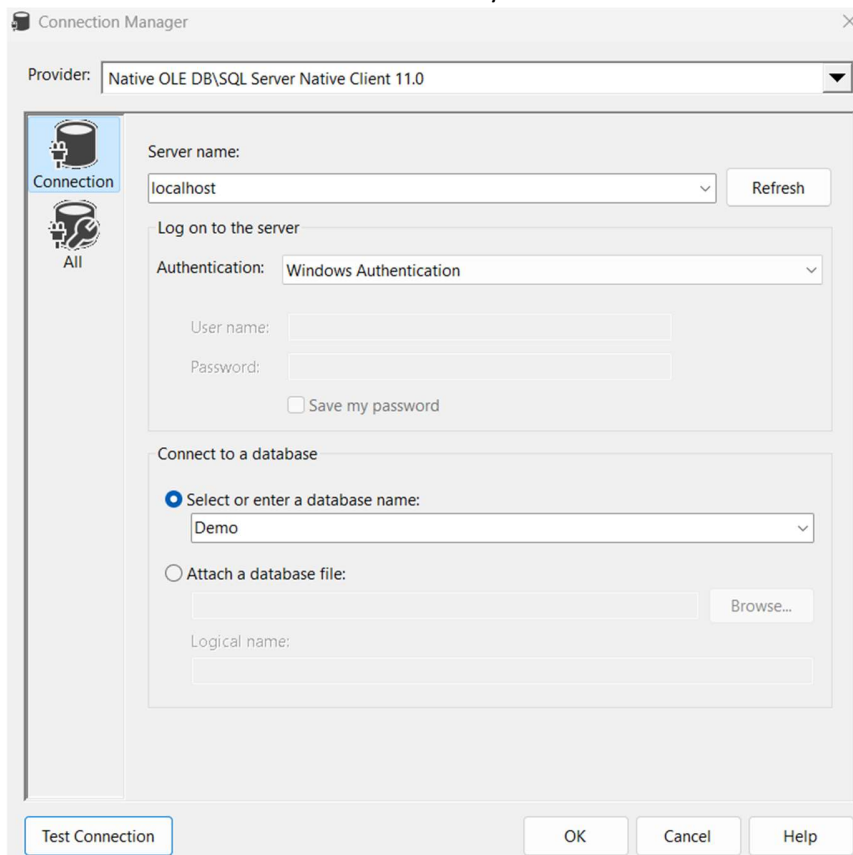 Connection Manager
Provider: Native OLE DB\SQL Server Native Client 11.0
Connection
All
Server name:
localhost
Refresh
Log on to the server
Authentication: Windows Authentication
User name:
Password:
Save my password
Connect to a database
Select or enter a database name:
Demo
Attach a database file:
Browse...
Logical name:
Test Connection OK Cancel Help